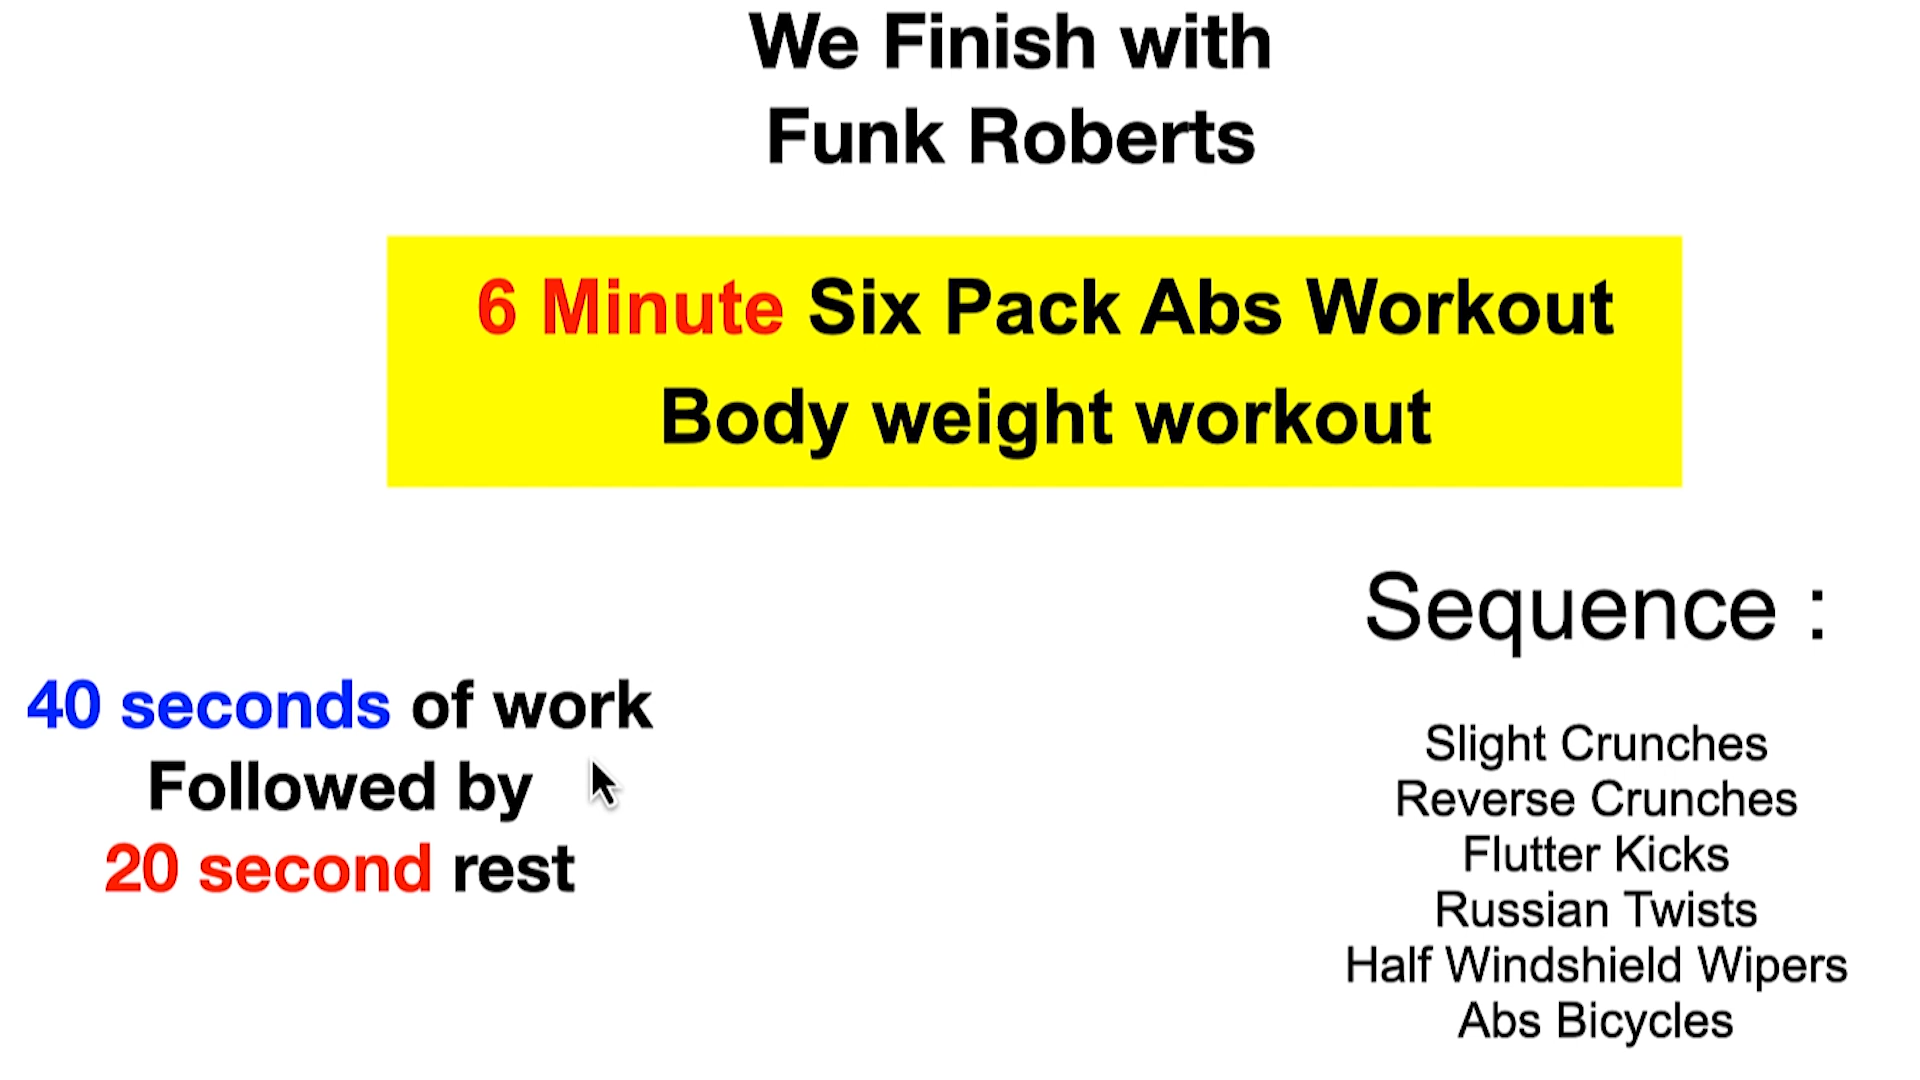 We Finish with
Funk Roberts
6 Minute Six Pack Abs Workout
Body weight workout
40 seconds of work
Followed by
20 second rest
Sequence :
Slight Crunches
Reverse Crunches
Flutter Kicks
Russian Twists
Half Windshield Wipers
Abs Bicycles